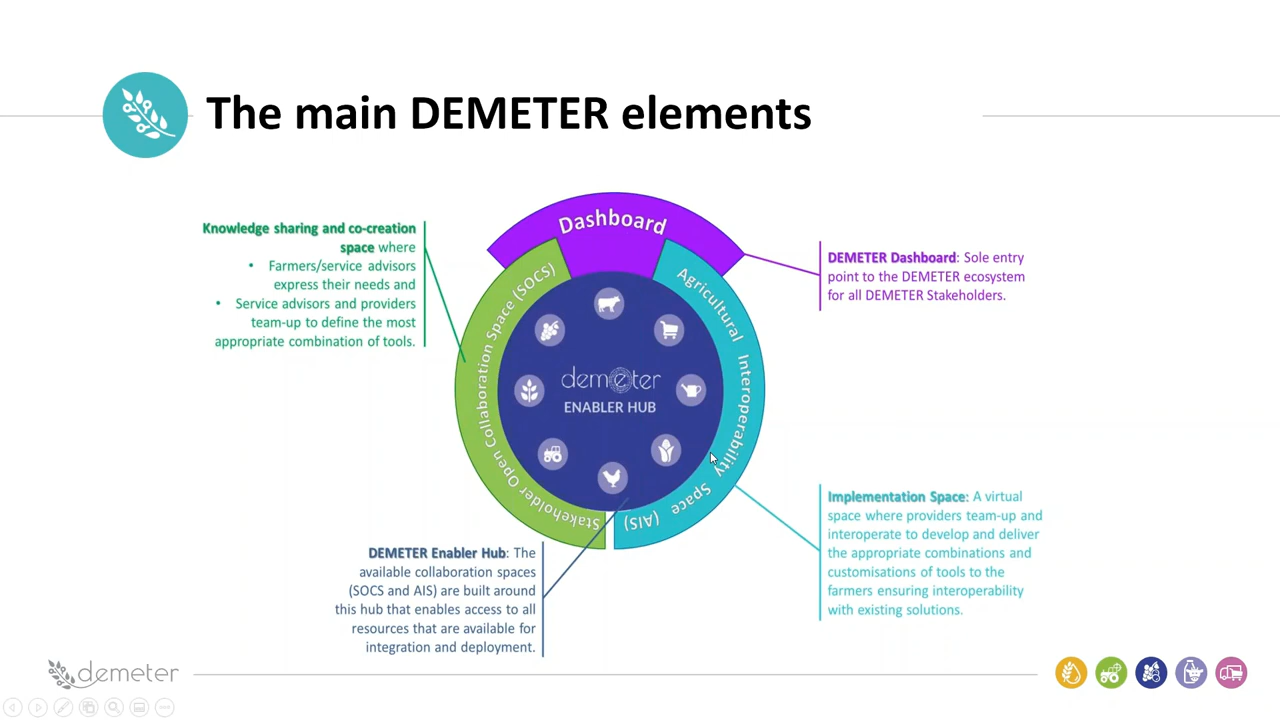 The main DEMETER elements
Knowledge sharing and co-creation
space where
• Farmers/service advisors
express their needs and
• Service advisors and providers
team-up to define the most
appropriate combination of tools.
Dashboard
Stakeholder Open Collaboration Space (SOCS)
Agricultural Interoperability Space (AIS)
demeter
ENABLER HUB
DEMETER Dashboard: Sole entry
point to the DEMETER ecosystem
for all DEMETER Stakeholders.
Implementation Space: A virtual
space where providers team-up and
interoperate to develop and deliver
the appropriate combinations and
customisations of tools to the
farmers ensuring interoperability
with existing solutions.
DEMETER Enabler Hub: The
available collaboration spaces
(SOCS and AIS) are built around
this hub that enables access to all
resources that are available for
integration and deployment.
demeter